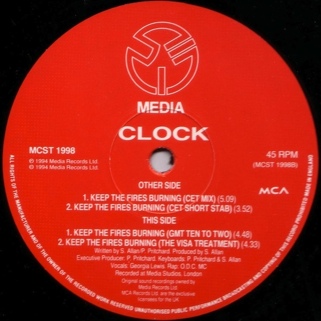 MEDIA
CLOCK
MCST 1998
℗ 1994 Media Records Ltd.
© 1994 Media Records Ltd.
45 RPM
(MCST 1998B)
MCA
OTHER SIDE
1. KEEP THE FIRES BURNING (CET MIX) (5.09)
2. KEEP THE FIRES BURNING (CET-SHORT STAB) (3.52)
THIS SIDE
1. KEEP THE FIRES BURNING (GMT TEN TO TWO) (4.48)
2. KEEP THE FIRES BURNING (THE VISA TREATMENT) (4.33)
Written by S. Allan/P. Pritchard. Produced by S. Allan
Executive Producer: P. Pritchard. Keyboards: P. Pritchard & S. Allan
Vocals: Georgia Lewis. Rap: O.D.C. MC
Recorded at Media Studios, London
Original sound recording owned by
Media Records Ltd.
MCA Records Ltd. are the exclusive
licensees for the UK
ALL RIGHTS OF THE MANUFACTURER AND OF THE OWNER OF THE RECORDED WORK RESERVED UNAUTHORISED PUBLIC PERFORMANCE BROADCASTING AND COPYING OF THIS RECORD PROHIBITED MADE IN ENGLAND